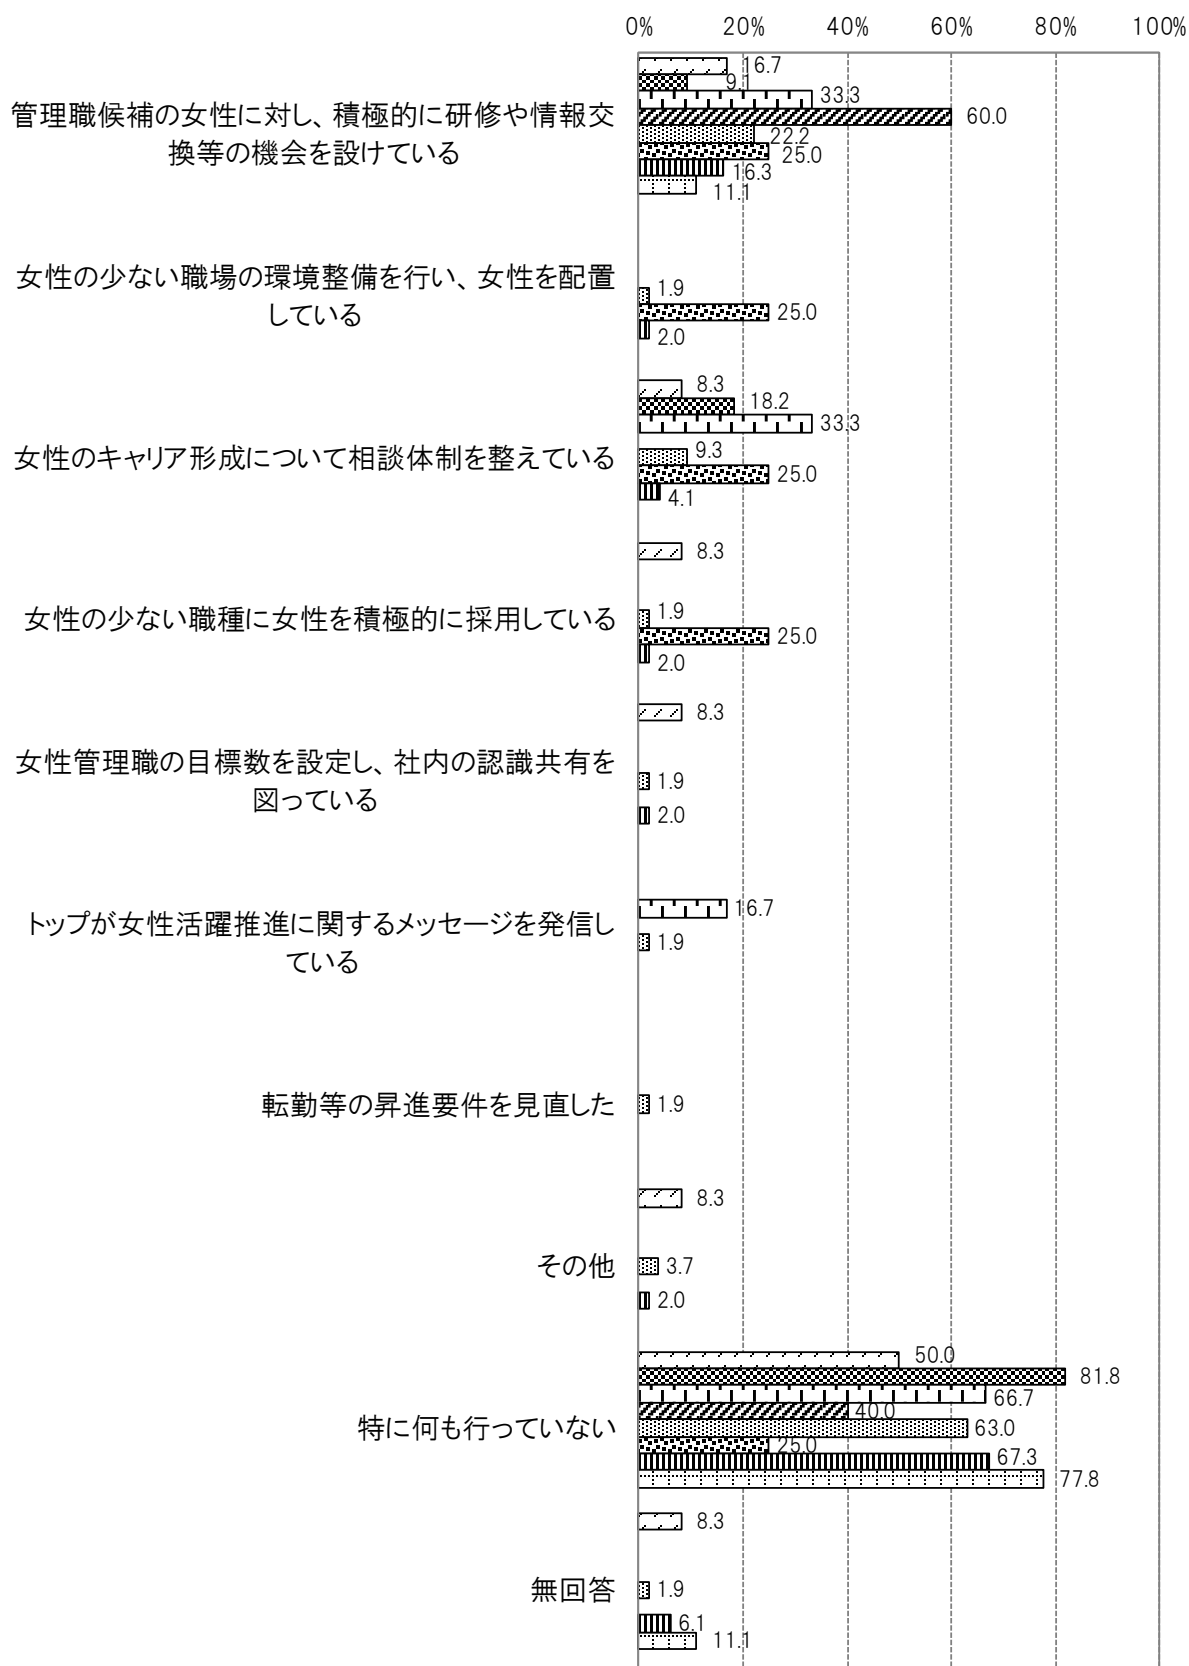 0% 20% 40% 60% 80% 100%
16.7
9.1
33.3
管理職候補の女性に対し、積極的に研修や情報交
60.0
22.2
換等の機会を設けている
25.0
16.3
11.1
女性の少ない職場の環境整備を行い、女性を配置
1.9
している
25.0
2.0
8.3
18.2
33.3
女性のキャリア形成について相談体制を整えている
9.3
25.0
4.1
8.3
女性の少ない職種に女性を積極的に採用している
1.9
25.0
2.0
8.3
女性管理職の目標数を設定し、社内の認識共有を
1.9
図っている
2.0
16.7
トップが女性活躍推進に関するメッセージを発信し
1.9
ている
転勤等の昇進要件を見直した
1.9
8.3
その他
3.7
2.0
50.0
81.8
66.7
40.0
特に何も行っていない
63.0
25.0
67.3
77.8
8.3
無回答
1.9
6.1
11.1